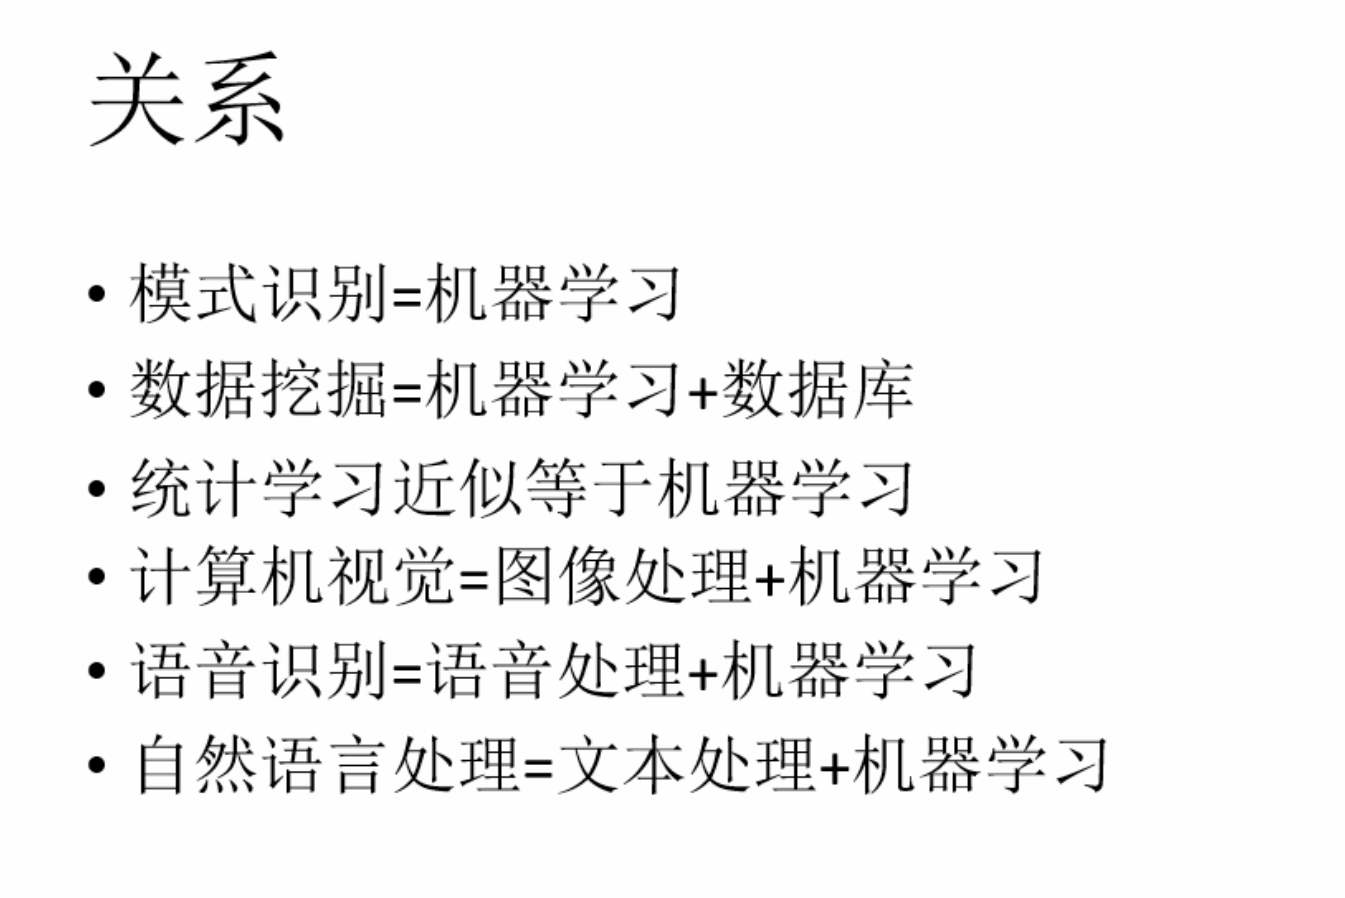 关系
• 模式识别=机器学习
• 数据挖掘=机器学习+数据库
• 统计学习近似等于机器学习
• 计算机视觉=图像处理+机器学习
• 语音识别=语音处理+机器学习
• 自然语言处理=文本处理+机器学习